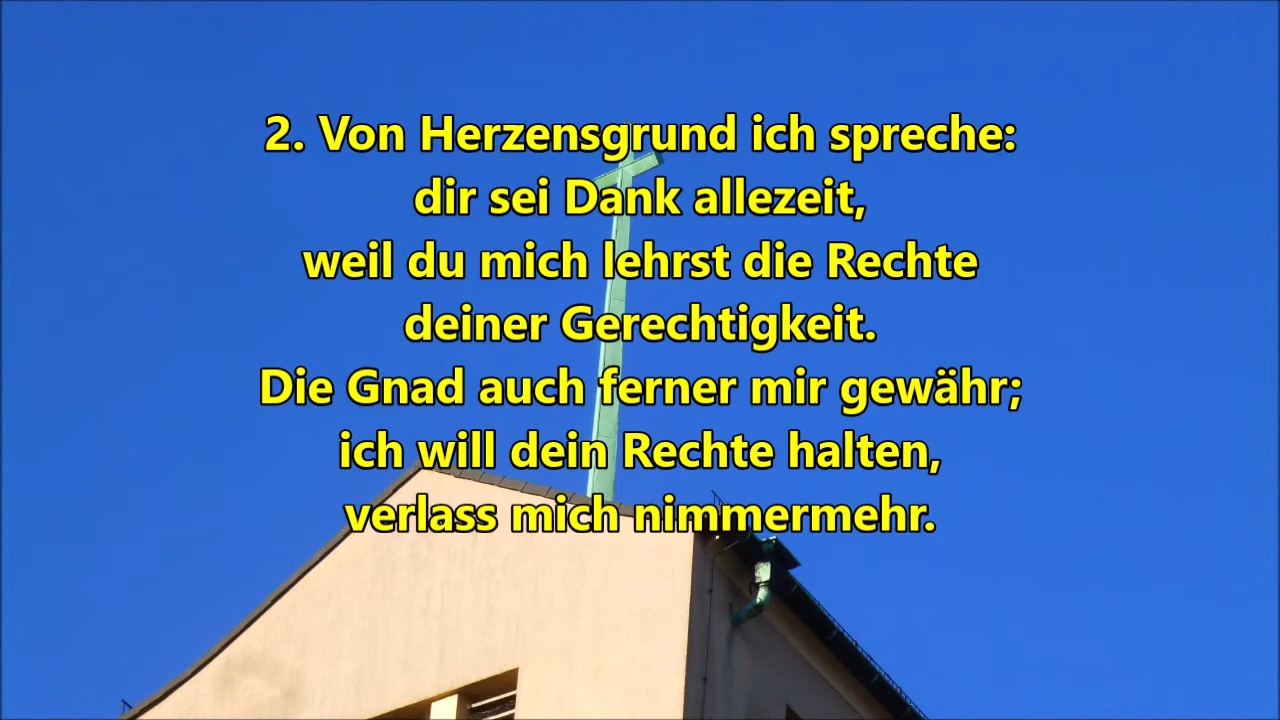 2. Von Herzensgrund ich spreche:
dir sei Dank allezeit,
weil du mich lehrst die Rechte
deiner Gerechtigkeit.
Die Gnad auch ferner mir gewähr;
ich will dein Rechte halten,
verlass mich nimmermehr.